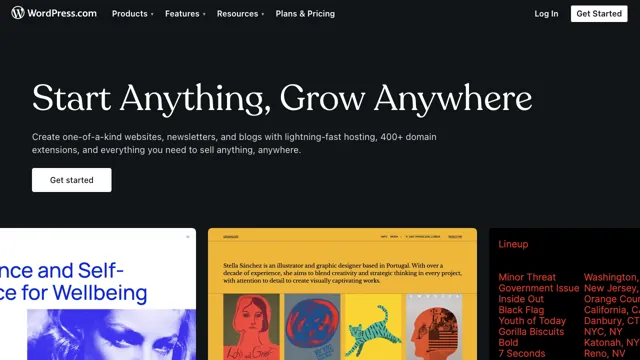 WordPress.com Products Features Resources Plans & Pricing Log In Get Started
Start Anything, Grow Anywhere
Create one-of-a-kind websites, newsletters, and blogs with lightning-fast hosting, 400+ domain
extensions, and everything you need to sell anything, anywhere.
Get started
nce and Self-
ce for Wellbeing
Stella Sánchez is an illustrator and graphic designer based in Portugal. With over a
decade of experience, she aims to blend creativity and strategic thinking in every project,
with attention to detail to create visually captivating works.
Lineup
Minor Threat Washington,
Government Issue New Jersey,
Inside Out Orange Coun
Black Flag California, CA
Youth of Today Danbury, CT
Gorilla Biscuits NYC, NY
Bold Katonah, NY
7 Seconds Reno, NV